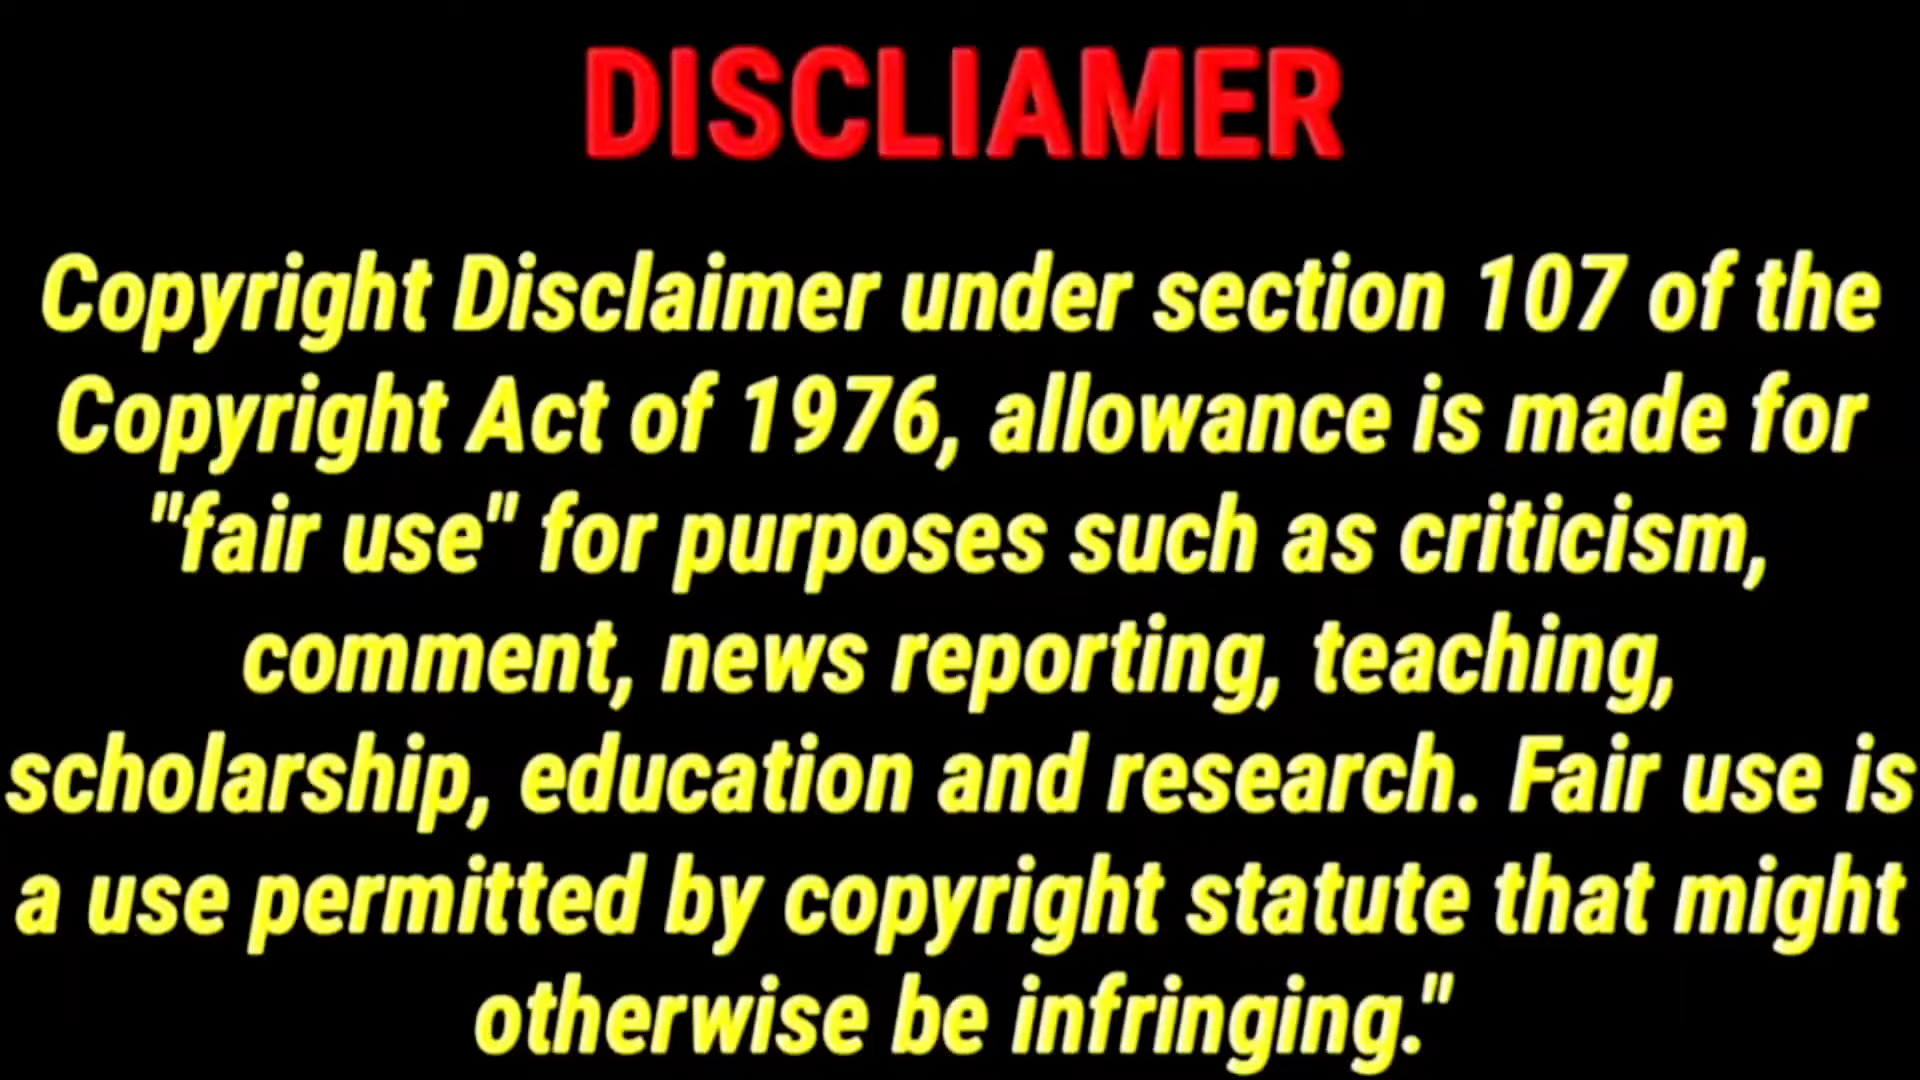 DISCLIAMER
Copyright Disclaimer under section 107 of the
Copyright Act of 1976, allowance is made for
"fair use" for purposes such as criticism,
comment, news reporting, teaching,
scholarship, education and research. Fair use is
a use permitted by copyright statute that might
otherwise be infringing."